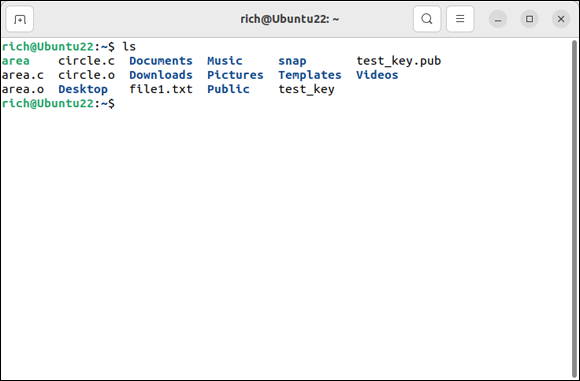 rich@Ubuntu22: ~
rich@Ubuntu22:~$ ls
area    circle.c  Documents  Music     snap       test_key.pub
area.c  circle.o  Downloads  Pictures  Templates  Videos
area.o  Desktop   file1.txt  Public    test_key
rich@Ubuntu22:~$